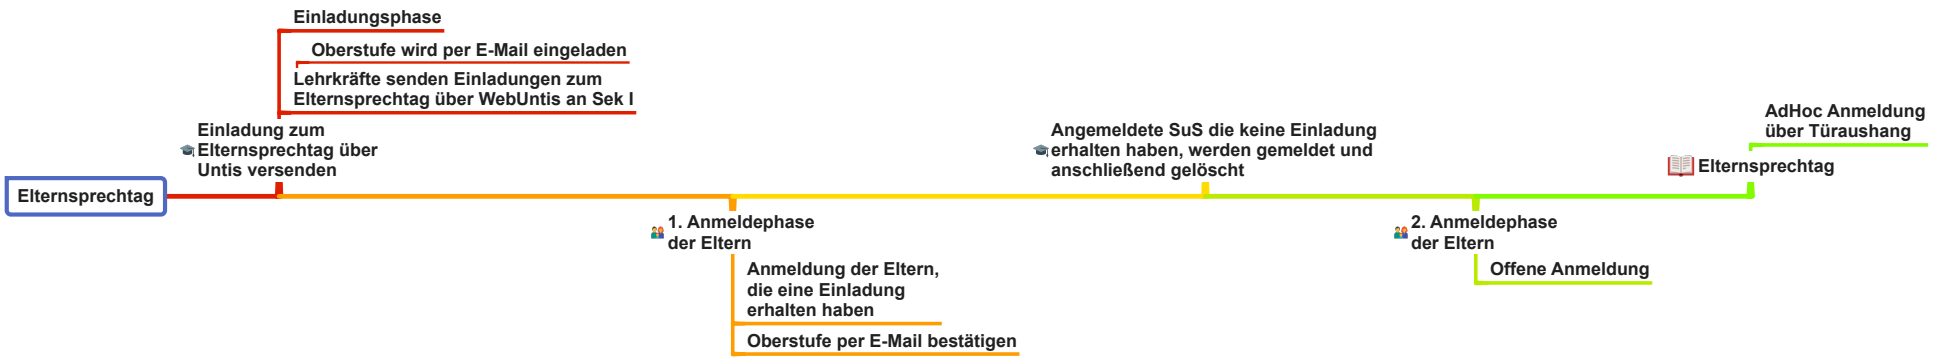 Elternsprechtag
Einladung zum
Elternsprechtag über
Untis versenden
Einladungsphase
Oberstufe wird per E-Mail eingeladen
Lehrkräfte senden Einladungen zum
Elternsprechtag über WebUntis an Sek I
1. Anmeldephase
der Eltern
Anmeldung der Eltern,
die eine Einladung
erhalten haben
Oberstufe per E-Mail bestätigen
Angemeldete SuS die keine Einladung
erhalten haben, werden gemeldet und
anschließend gelöscht
2. Anmeldephase
der Eltern
Offene Anmeldung
Elternsprechtag
AdHoc Anmeldung
über Türaushang